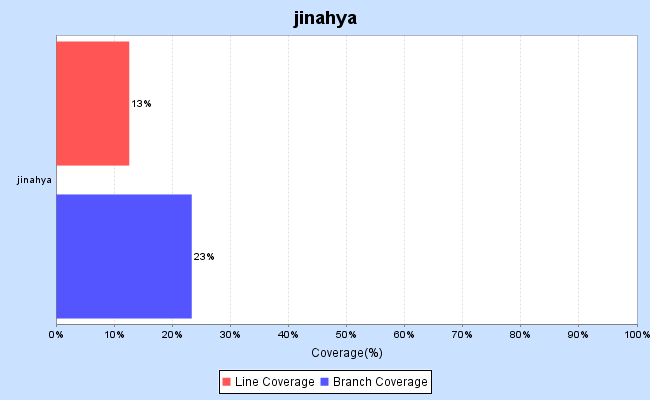 jinahya
13%
jinahya
23%
0% 10% 20% 30% 40% 50% 60% 70% 80% 90% 100%
Coverage(%)
Line Coverage Branch Coverage